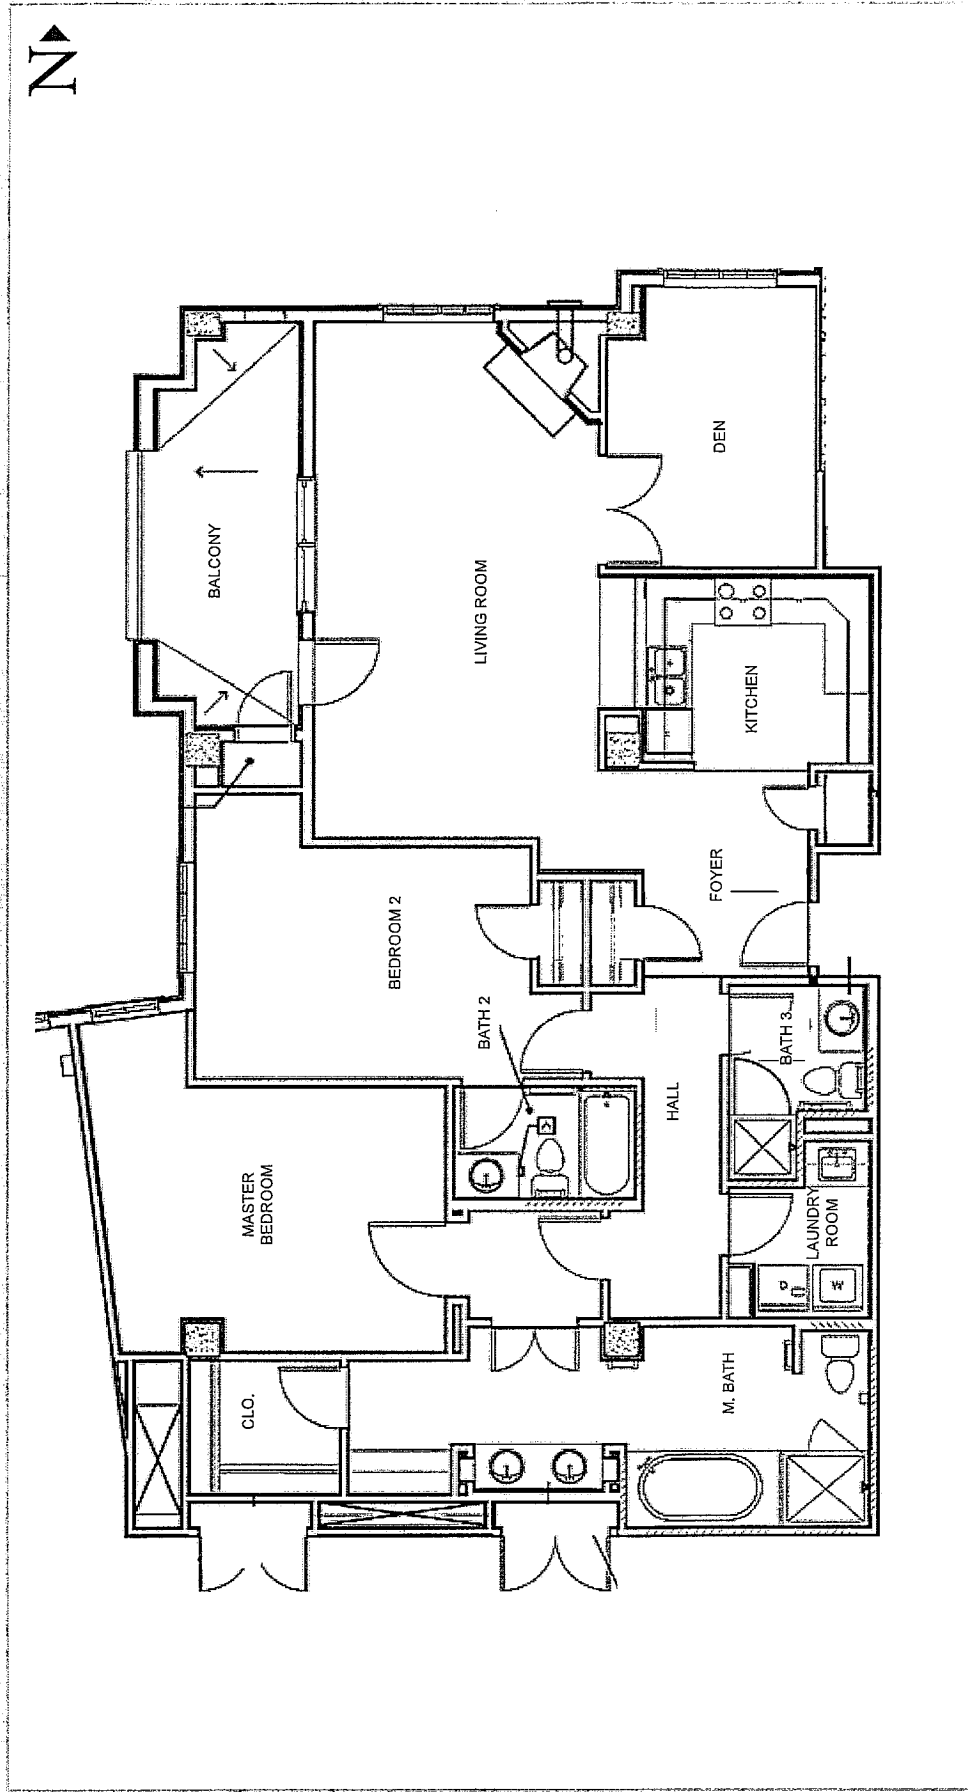 N
BALCONY
LIVING ROOM
DEN
KITCHEN
FOYER
BEDROOM 2
BATH 2
BATH 3
HALL
MASTER
BEDROOM
LAUNDRY
ROOM
D
W
CLO.
M. BATH